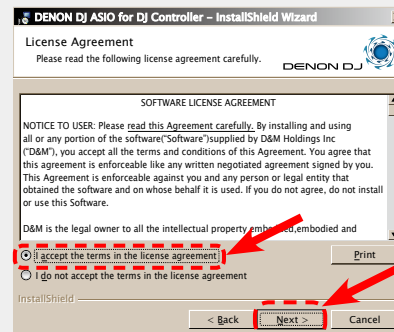 DENON DJ ASIO for DJ Controller – InstallShield Wizard
License Agreement
Please read the following license agreement carefully.
DENON DJ
SOFTWARE LICENSE AGREEMENT
NOTICE TO USER: Please read this Agreement carefully. By installing and using
all or any portion of the software("Software")supplied by D&M Holdings Inc
("D&M"), you accept all the terms and conditions of this Agreement. You agree that
this agreement is enforceable like any written negotiated agreement signed by you.
This Agreement is enforceable against you and any person or legal entity that
obtained the software and on whose behalf it is used. If you do not agree, do not install
or use this Software.
D&M is the legal owner to all the intellectual property embodied,embodied and
I accept the terms in the license agreement
Print
I do not accept the terms in the license agreement
InstallShield
< Back
Next >
Cancel